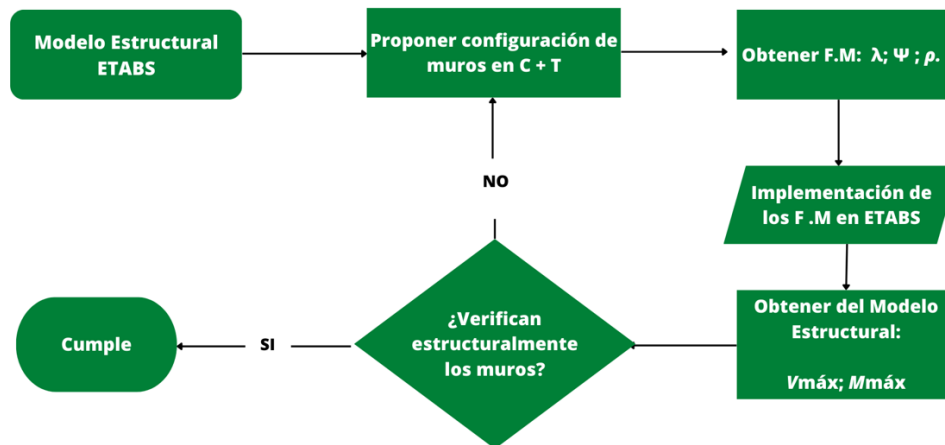 Modelo Estructural
ETABS
Proponer configuración de
muros en C + T
Obtener F.M: λ; Ψ ; ρ.
Implementación de
los F .M en ETABS
Obtener del Modelo
Estructural:
Vmáx; Mmáx
¿Verifican
estructuralmente
los muros?
NO
SI
Cumple